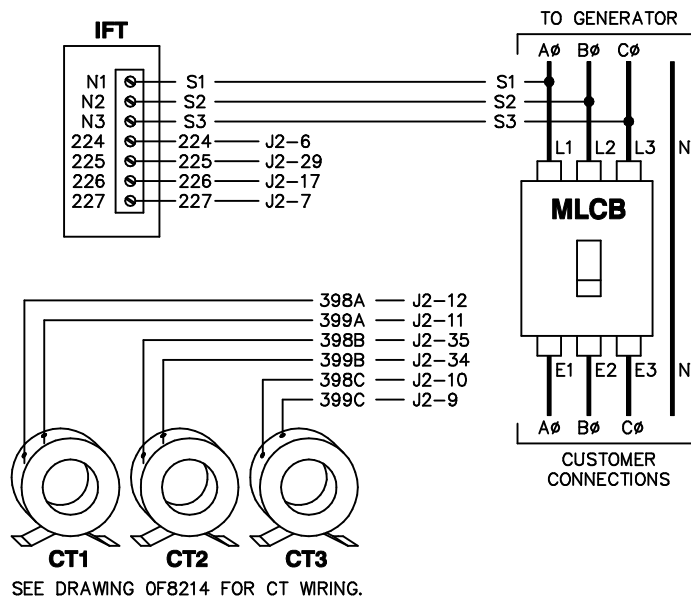 TO GENERATOR
IFT
AØ BØ CØ
N1 S1 S1
N2 S2 S2
N3 S3 S3
224 224 J2-6
225 225 J2-29
226 226 J2-17
227 227 J2-7
L1 L2 L3 N
MLCB
398A J2-12
399A J2-11
398B J2-35
399B J2-34
398C J2-10
399C J2-9
E1 E2 E3 N
AØ BØ CØ
CUSTOMER
CONNECTIONS
CT1 CT2 CT3
SEE DRAWING 0F8214 FOR CT WIRING.